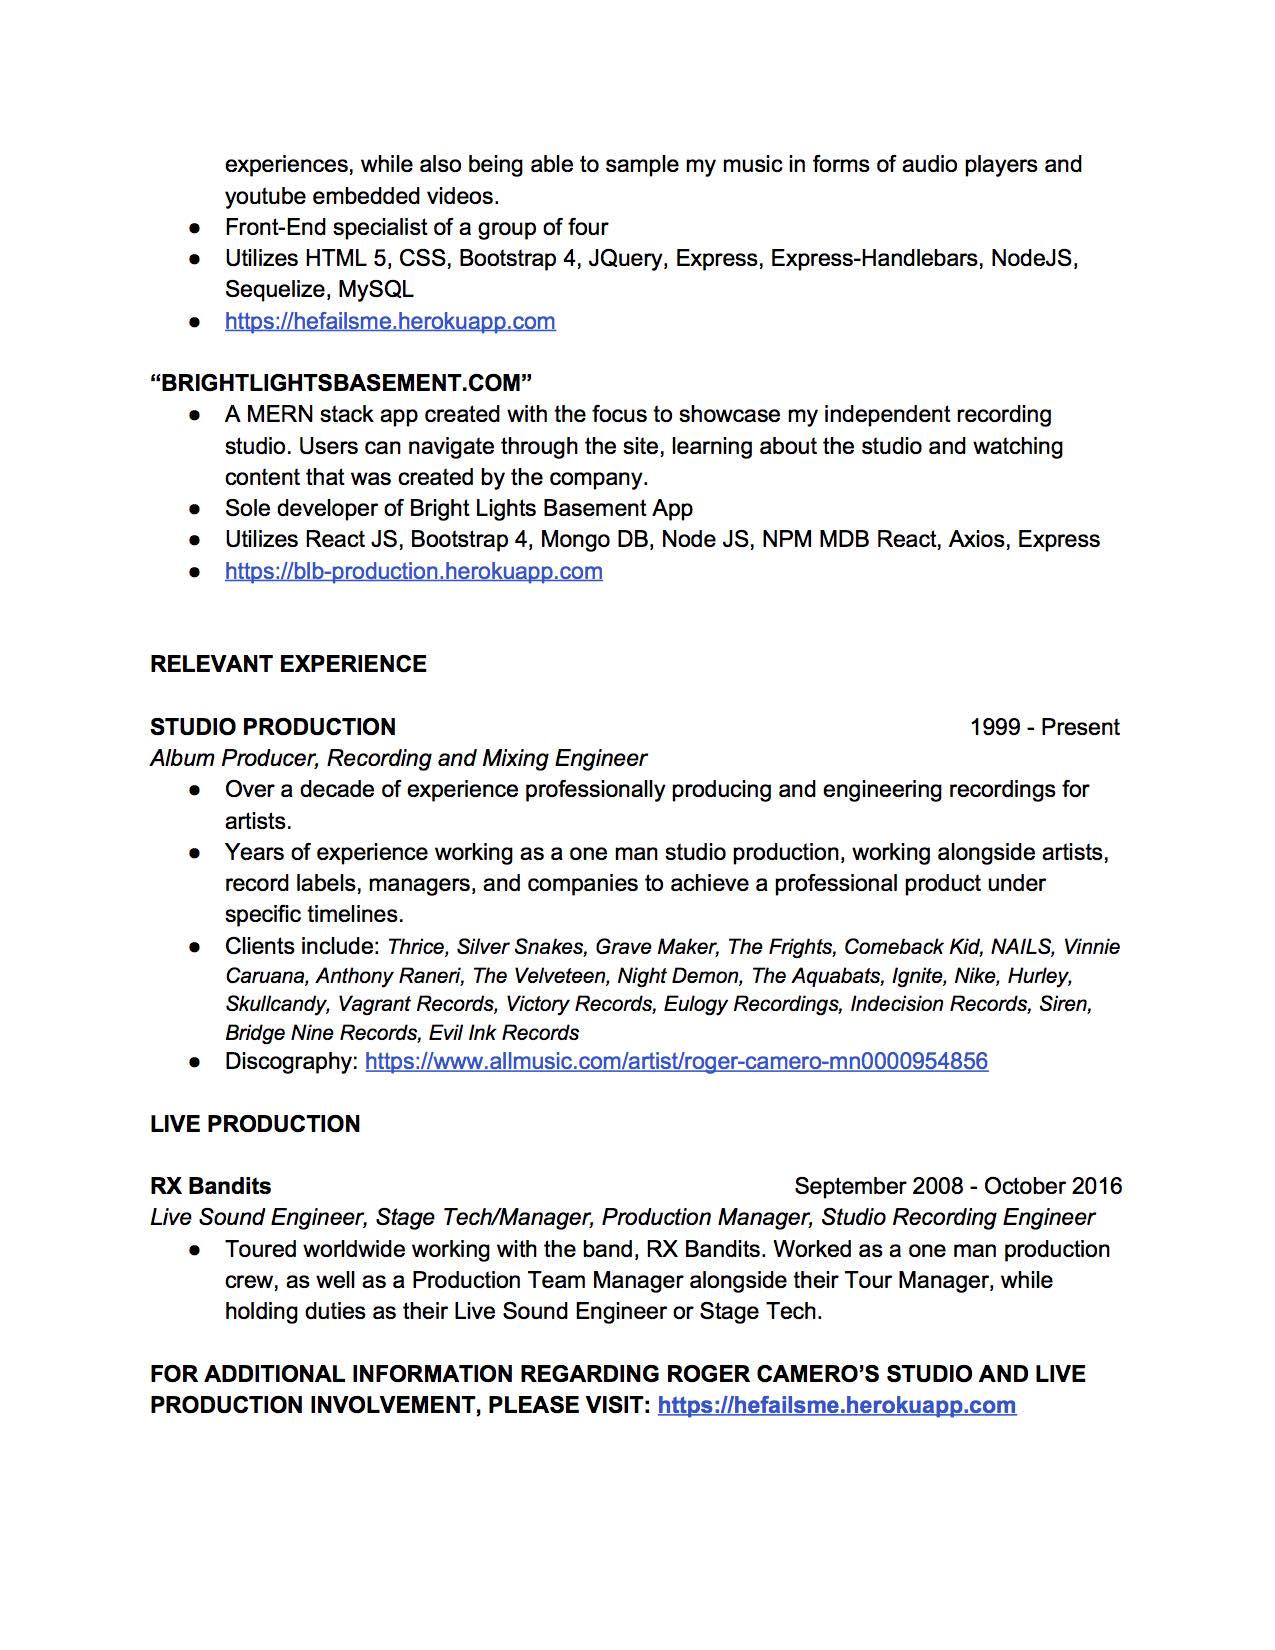 experiences, while also being able to sample my music in forms of audio players and
youtube embedded videos.
● Front-End specialist of a group of four
● Utilizes HTML 5, CSS, Bootstrap 4, JQuery, Express, Express-Handlebars, NodeJS,
Sequelize, MySQL
● https://hefailsme.herokuapp.com
“BRIGHTLIGHTSBASEMENT.COM”
● A MERN stack app created with the focus to showcase my independent recording
studio. Users can navigate through the site, learning about the studio and watching
content that was created by the company.
● Sole developer of Bright Lights Basement App
● Utilizes React JS, Bootstrap 4, Mongo DB, Node JS, NPM MDB React, Axios, Express
● https://blb-production.herokuapp.com
RELEVANT EXPERIENCE
STUDIO PRODUCTION 1999 - Present
Album Producer, Recording and Mixing Engineer
● Over a decade of experience professionally producing and engineering recordings for
artists.
● Years of experience working as a one man studio production, working alongside artists,
record labels, managers, and companies to achieve a professional product under
specific timelines.
● Clients include: Thrice, Silver Snakes, Grave Maker, The Frights, Comeback Kid, NAILS, Vinnie
Caruana, Anthony Raneri, The Velveteen, Night Demon, The Aquabats, Ignite, Nike, Hurley,
Skullcandy, Vagrant Records, Victory Records, Eulogy Recordings, Indecision Records, Siren,
Bridge Nine Records, Evil Ink Records
● Discography: https://www.allmusic.com/artist/roger-camero-mn0000954856
LIVE PRODUCTION
RX Bandits September 2008 - October 2016
Live Sound Engineer, Stage Tech/Manager, Production Manager, Studio Recording Engineer
● Toured worldwide working with the band, RX Bandits. Worked as a one man production
crew, as well as a Production Team Manager alongside their Tour Manager, while
holding duties as their Live Sound Engineer or Stage Tech.
FOR ADDITIONAL INFORMATION REGARDING ROGER CAMERO’S STUDIO AND LIVE
PRODUCTION INVOLVEMENT, PLEASE VISIT: https://hefailsme.herokuapp.com